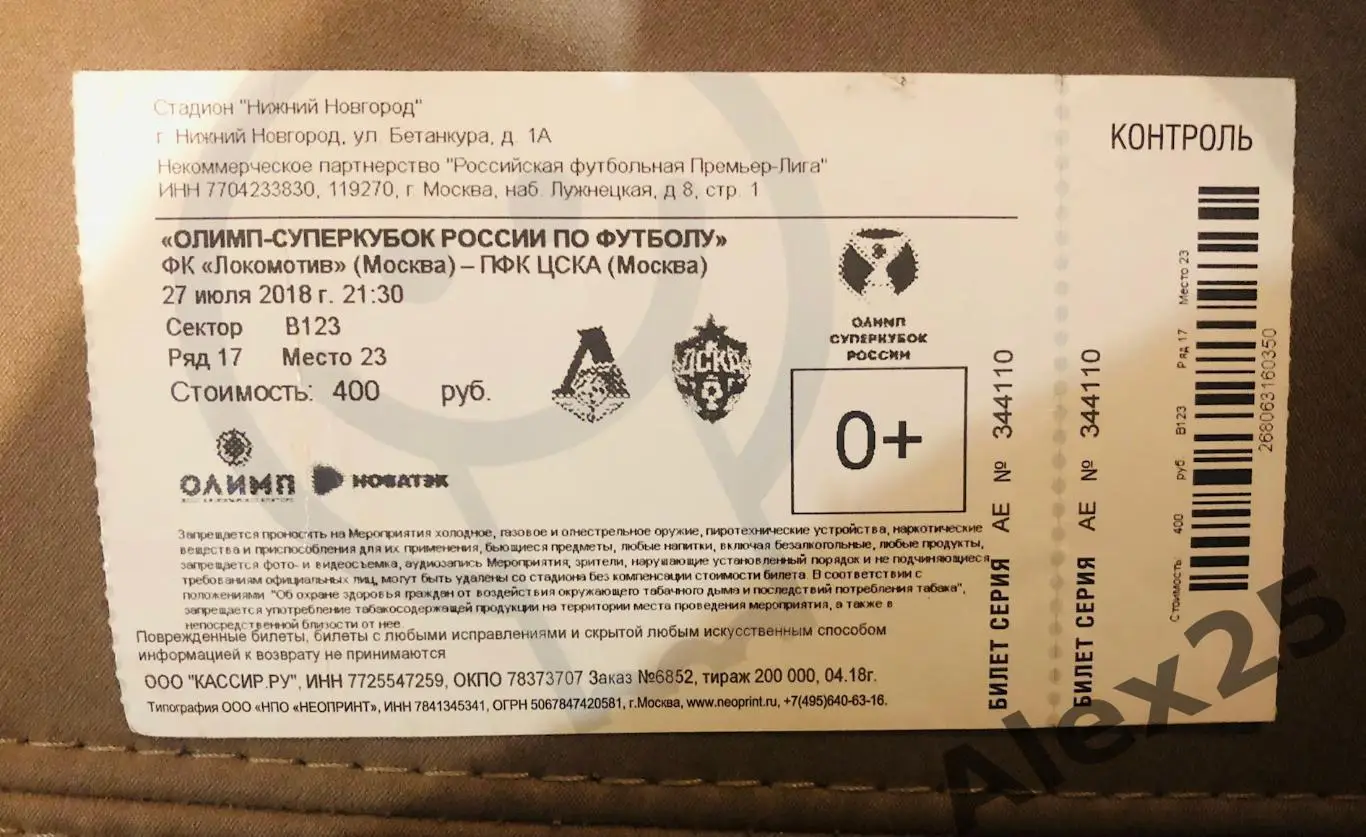 Стадион "Нижний Новгород"
г. Нижний Новгород, ул. Бетанкура, д. 1А
Некоммерческое партнерство "Российская футбольная Премьер-Лига"
ИНН 7704233830, 119270, г. Москва, наб. Лужнецкая, д 8, стр. 1
«ОЛИМП-СУПЕРКУБОК РОССИИ ПО ФУТБОЛУ»
ФК «Локомотив» (Москва) – ПФК ЦСКА (Москва)
27 июля 2018 г. 21:30
Сектор В123
Ряд 17 Место 23
Стоимость: 400 руб.
ЦСКА
ОЛИМП
СУПЕРКУБОК
РОССИИ
0+
ОЛИМП
НОВАТЭК
Запрещается проносить на Мероприятия холодное, газовое и огнестрельное оружие, пиротехнические устройства, наркотические
вещества и приспособления для их применения, бьющиеся предметы, любые напитки, включая безалкогольные, любые продукты,
запрещается фото- и видеосъемка, аудиозапись Мероприятия, зрители, нарушающие установленный порядок и не подчиняющиеся
требованиям официальных лиц, могут быть удалены со стадиона без компенсации стоимости билета. В соответствии с
положениями "Об охране здоровья граждан от воздействия окружающего табачного дыма и последствий потребления табака",
запрещается употребление табакосодержащей продукции на территории места проведения мероприятия, а также в
непосредственной близости от нее.
Поврежденные билеты, билеты с любыми исправлениями и скрытой любым искусственным способом
информацией к возврату не принимаются
ООО "КАССИР.РУ", ИНН 7725547259, ОКПО 78373707 Заказ №6852, тираж 200 000, 04.18г.
Типография ООО «НПО «НЕОПРИНТ», ИНН 7841345341, ОГРН 5067847420581, г.Москва, www.neoprint.ru, +7(495)640-63-16.
БИЛЕТ СЕРИЯ АЕ № 344110
БИЛЕТ СЕРИЯ АЕ № 344110
КОНТРОЛЬ
Стоимость 400 руб В123 Ряд 17 Место 23
268063160350
Alex25